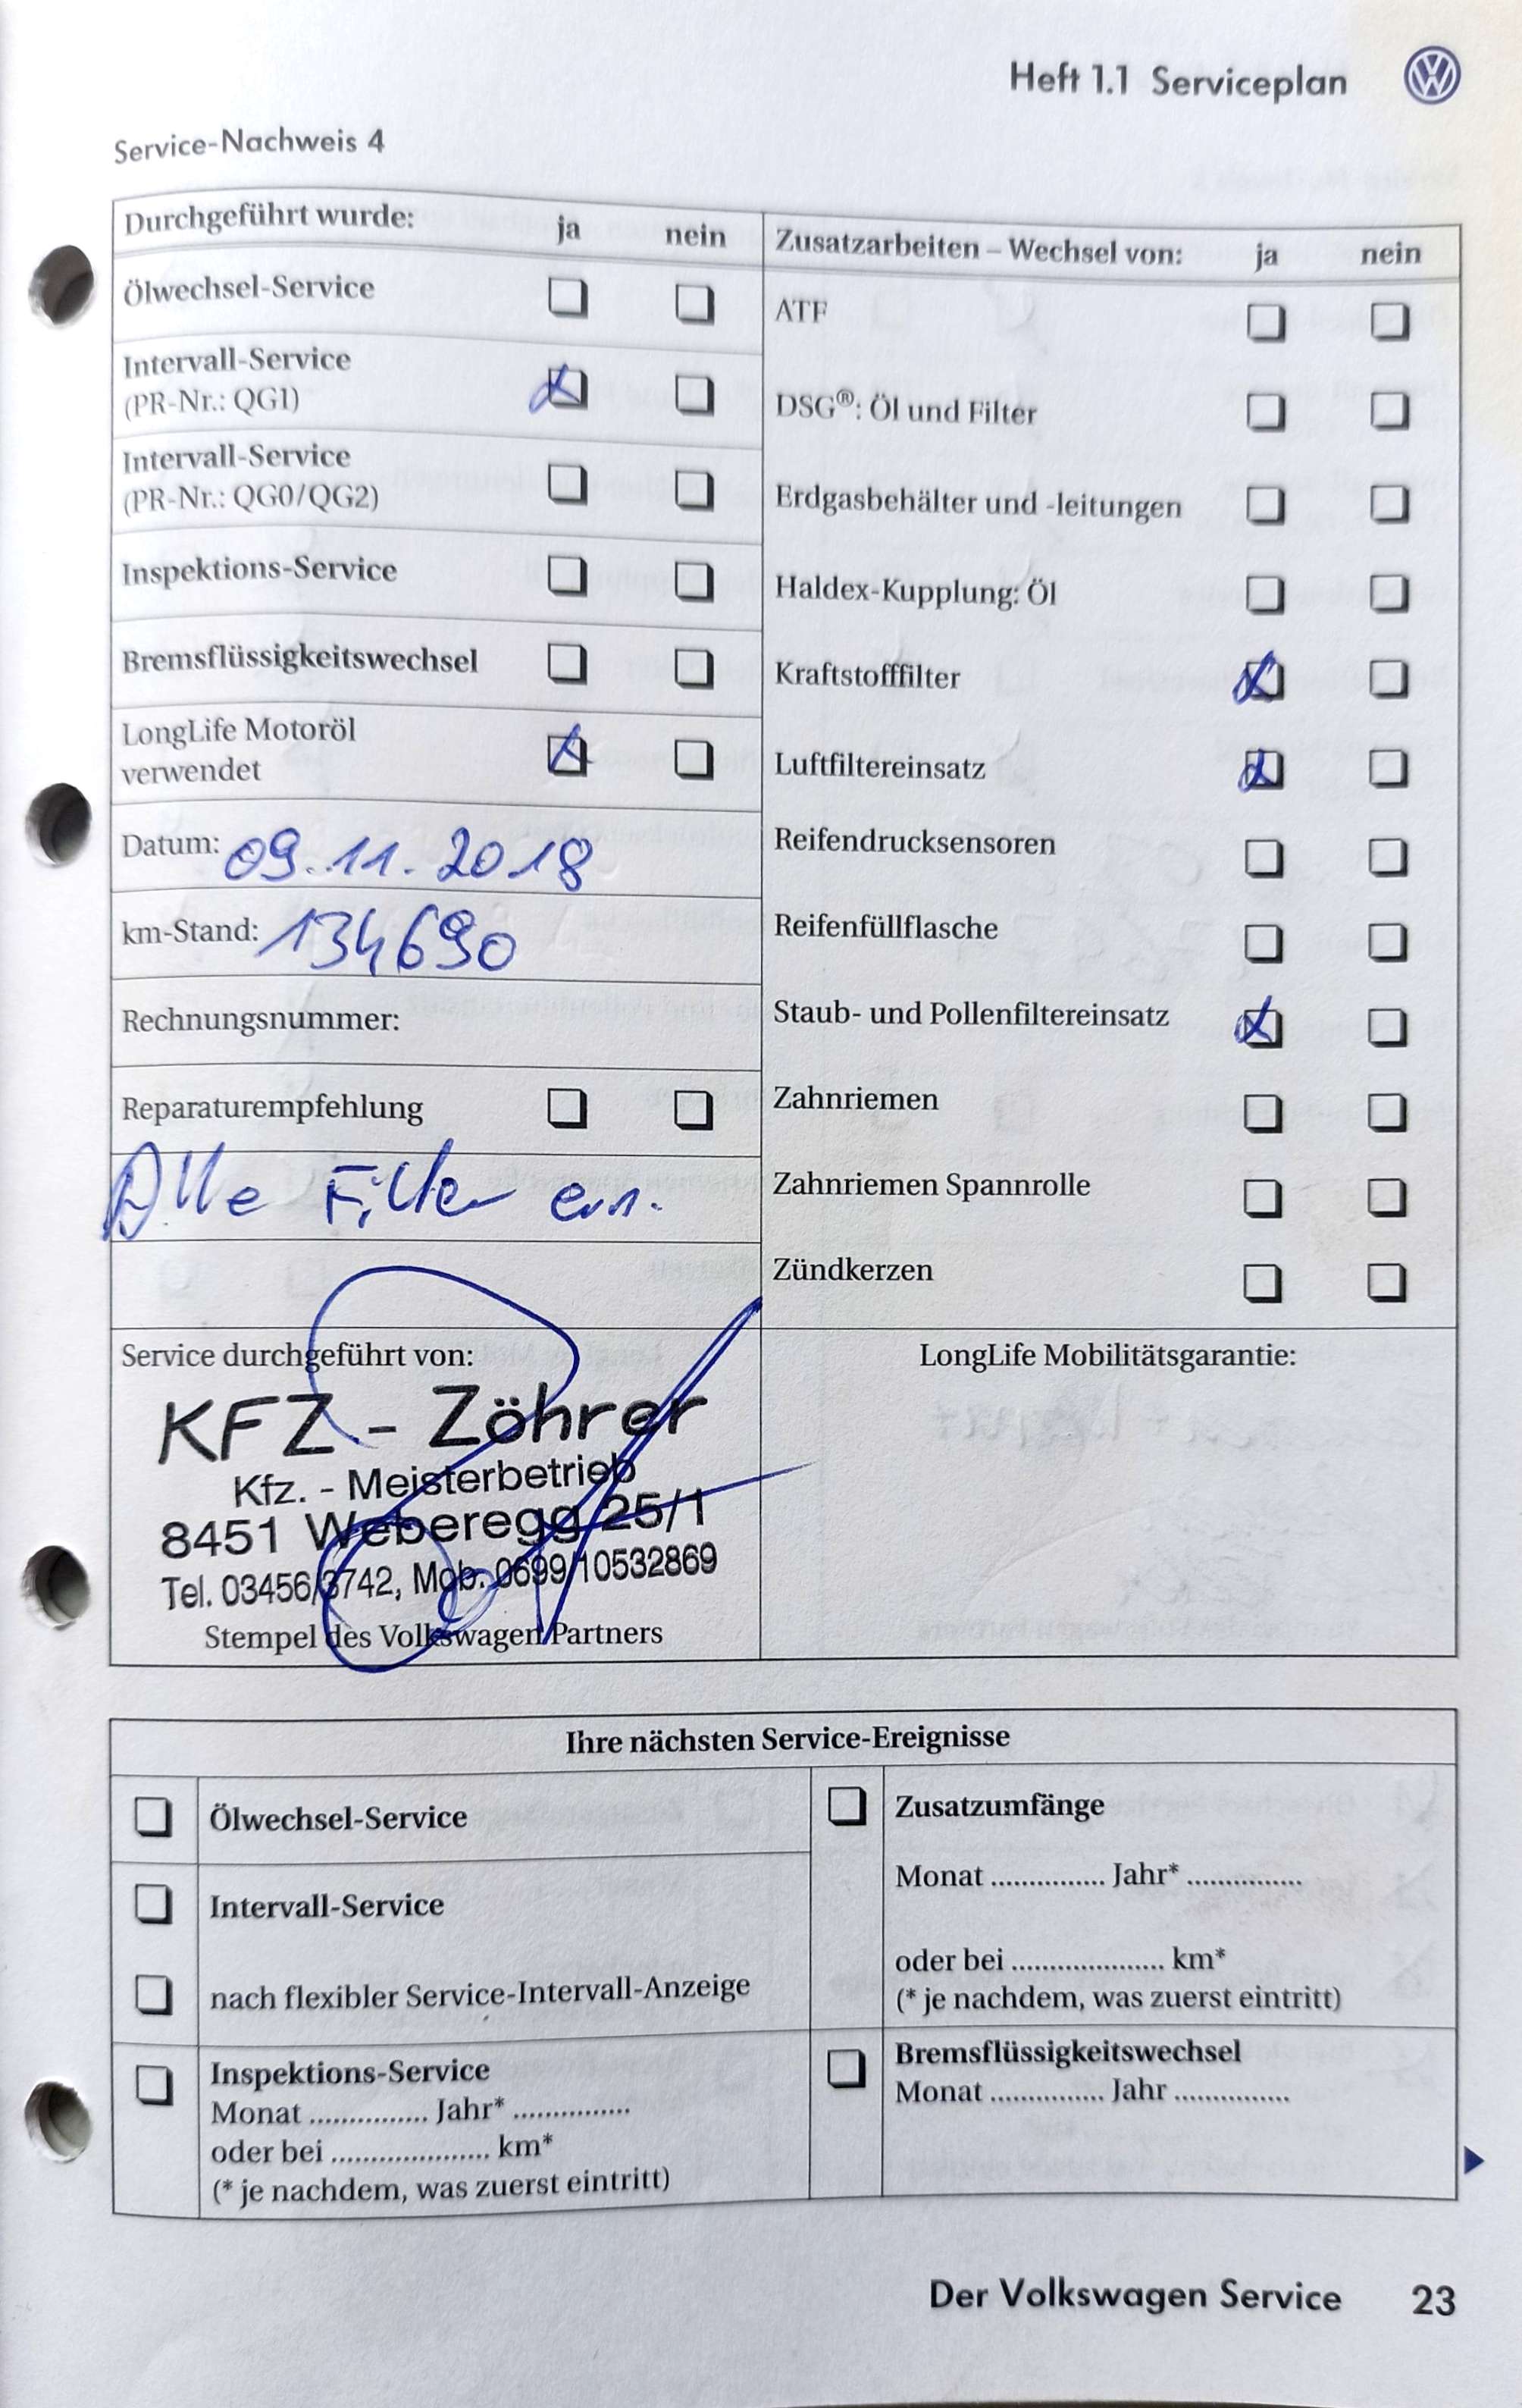 Heft 1.1 Serviceplan
Service-Nachweis 4
Durchgeführt wurde: ja nein
Ölwechsel-Service
Intervall-Service
(PR-Nr.: QG1)
Intervall-Service
(PR-Nr.: QG0/QG2)
Inspektions-Service
Bremsflüssigkeitswechsel
LongLife Motoröl
verwendet
Datum: 09.11.2018
km-Stand: 134690
Rechnungsnummer:
Reparaturempfehlung
Alle Filter ern.
Zusatzarbeiten – Wechsel von: ja nein
ATF
DSG®: Öl und Filter
Erdgasbehälter und -leitungen
Haldex-Kupplung: Öl
Kraftstofffilter
Luftfiltereinsatz
Reifendrucksensoren
Reifenfüllflasche
Staub- und Pollenfiltereinsatz
Zahnriemen
Zahnriemen Spannrolle
Zündkerzen
Service durchgeführt von:
KFZ - Zöhrer
Kfz. - Meisterbetrieb
8451 Weberegg 25/1
Tel. 03456/3742, Mob. 0699/10532869
Stempel des Volkswagen Partners
LongLife Mobilitätsgarantie:
Ihre nächsten Service-Ereignisse
Ölwechsel-Service
Intervall-Service
nach flexibler Service-Intervall-Anzeige
Inspektions-Service
Monat ............... Jahr* ...............
oder bei .................... km*
(* je nachdem, was zuerst eintritt)
Zusatzumfänge
Monat ............... Jahr* ...............
oder bei .................... km*
(* je nachdem, was zuerst eintritt)
Bremsflüssigkeitswechsel
Monat ............... Jahr ...............
Der Volkswagen Service 23